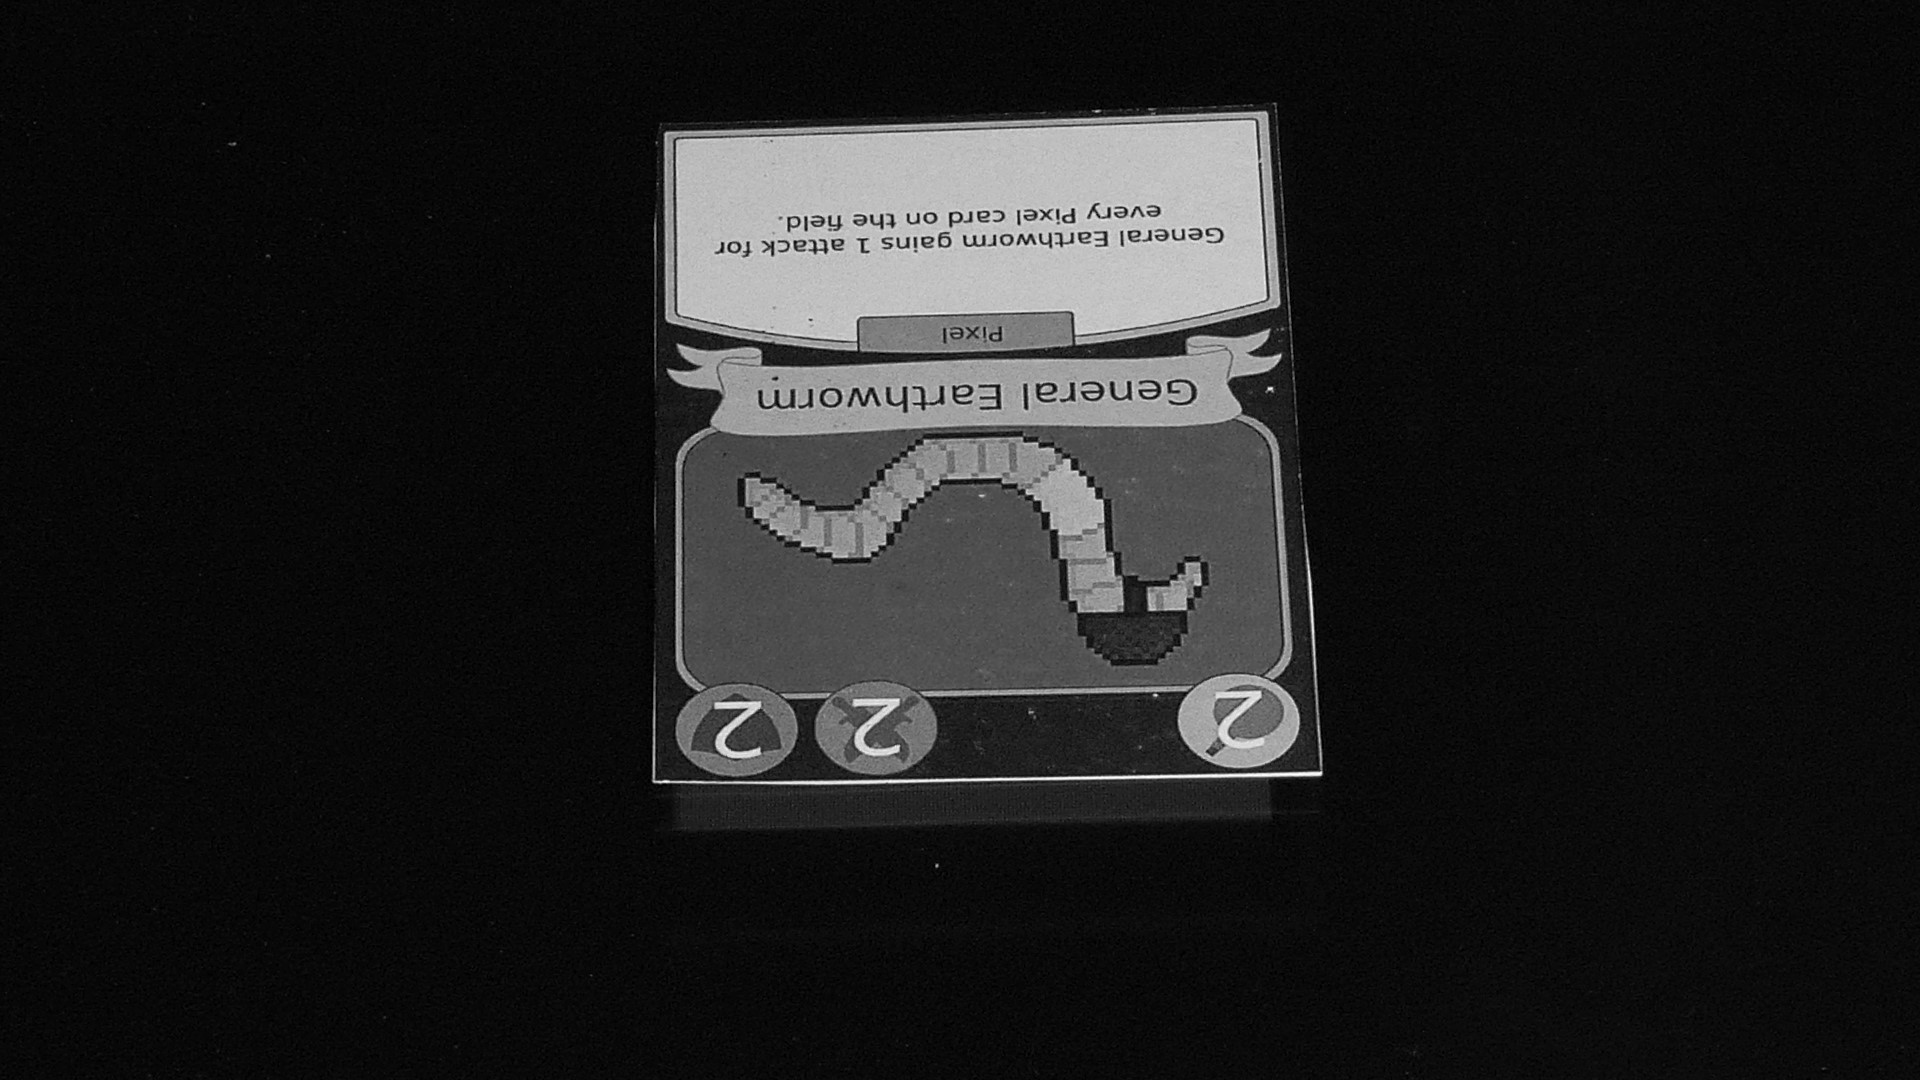 2 2 2
General Earthworm
Pixel
General Earthworm gains 1 attack for
every Pixel card on the field.